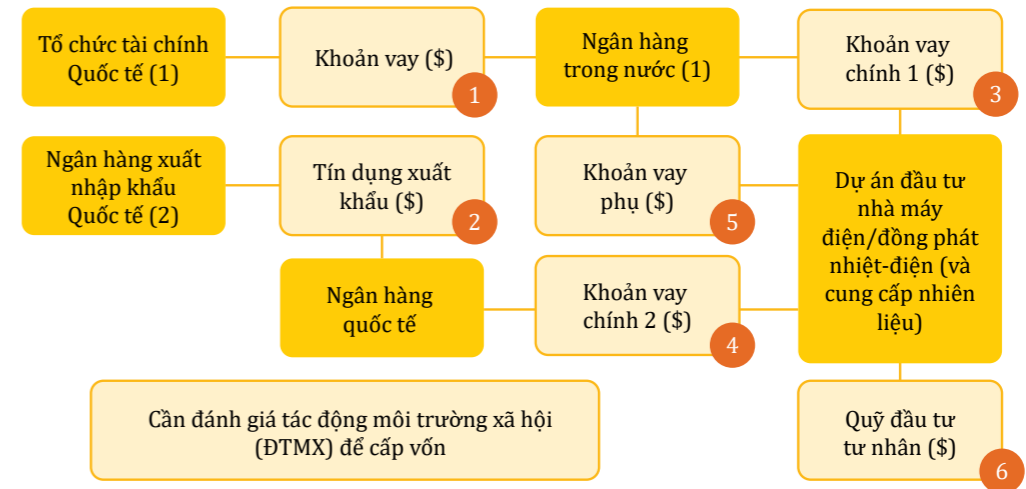 Tổ chức tài chính
Quốc tế (1)
Khoản vay ($)
1
Ngân hàng
trong nước (1)
Khoản vay
chính 1 ($)
3
Ngân hàng xuất
nhập khẩu
Quốc tế (2)
Tín dụng xuất
khẩu ($)
2
Khoản vay
phụ ($)
5
Dự án đầu tư
nhà máy
điện/đồng phát
nhiệt-điện (và
cung cấp nhiên
liệu)
Ngân hàng
quốc tế
Khoản vay
chính 2 ($)
4
Cần đánh giá tác động môi trường xã hội
(ĐTMX) để cấp vốn
Quỹ đầu tư
tư nhân ($)
6